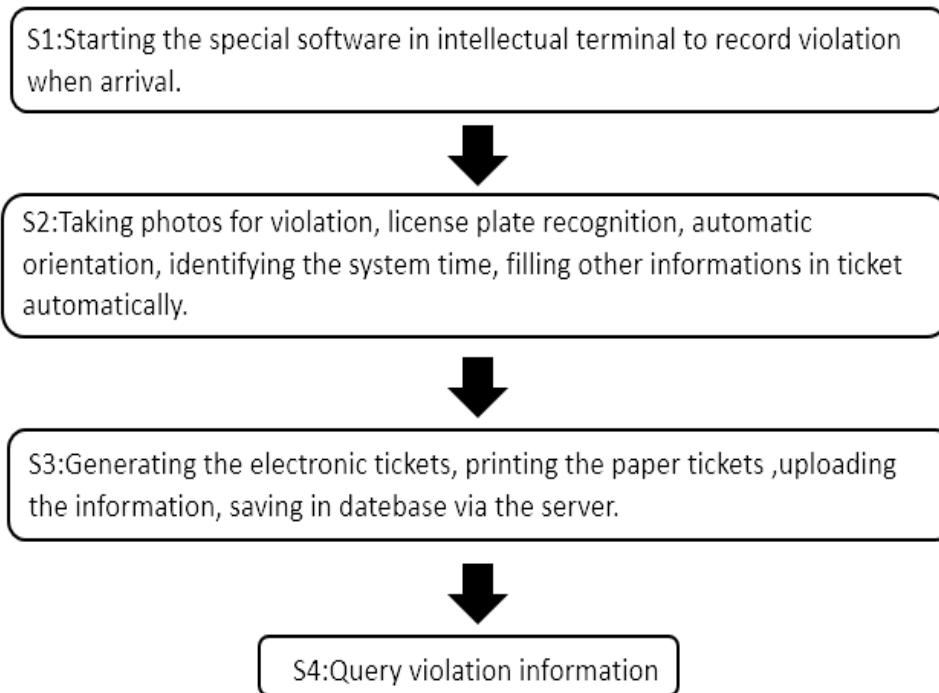 S1:Starting the special software in intellectual terminal to record violation
when arrival.
S2:Taking photos for violation, license plate recognition, automatic
orientation, identifying the system time, filling other informations in ticket
automatically.
S3:Generating the electronic tickets, printing the paper tickets ,uploading
the information, saving in datebase via the server.
S4:Query violation information